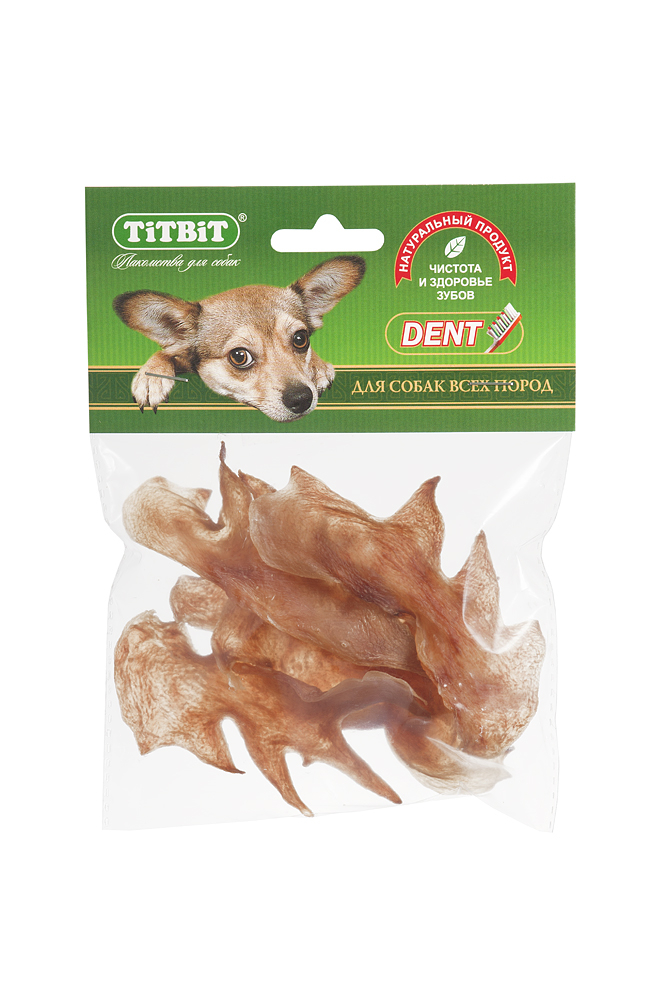 TiTBiT®
Лакомства для собак
НАТУРАЛЬНЫЙ ПРОДУКТ
ЧИСТОТА
И ЗДОРОВЬЕ
ЗУБОВ
DENT
ДЛЯ СОБАК ВСЕХ ПОРОД